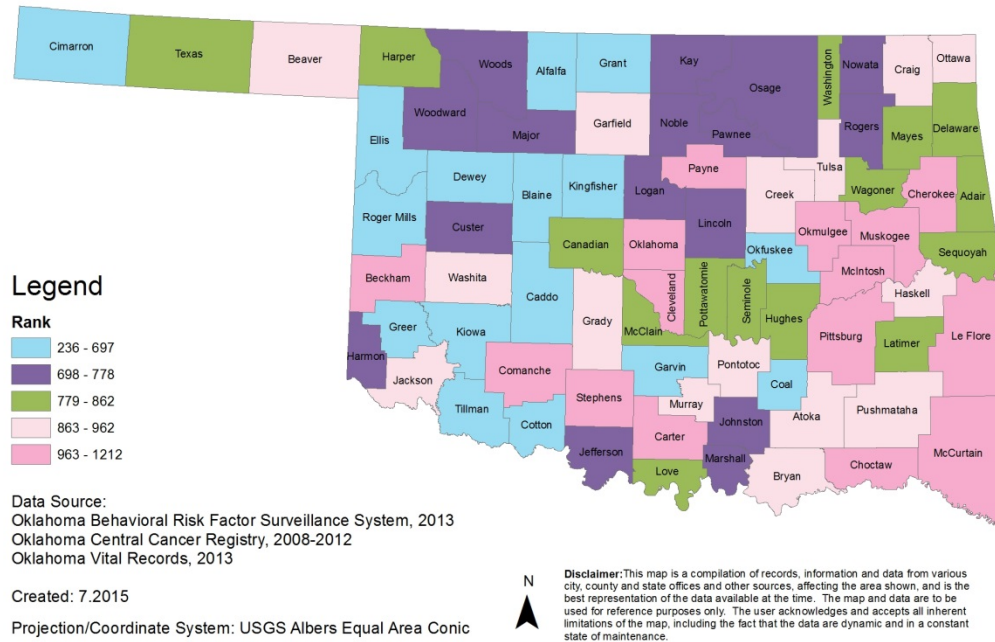 Cimarron
Texas
Beaver
Harper
Woods
Alfalfa
Grant
Kay
Osage
Washington
Nowata
Craig
Ottawa
Woodward
Major
Garfield
Noble
Pawnee
Rogers
Mayes
Delaware
Ellis
Tulsa
Dewey
Blaine
Kingfisher
Logan
Payne
Creek
Wagoner
Cherokee
Adair
Roger Mills
Custer
Lincoln
Canadian
Oklahoma
Okfuskee
Okmulgee
Muskogee
Sequoyah
Beckham
Washita
Caddo
Cleveland
Pottawatomie
Seminole
McIntosh
Haskell
Legend
Rank
236 - 697
698 - 778
779 - 862
863 - 962
963 - 1212
Greer
Kiowa
Grady
McClain
Hughes
Pittsburg
Latimer
Le Flore
Harmon
Jackson
Comanche
Garvin
Pontotoc
Coal
Tillman
Cotton
Stephens
Murray
Johnston
Atoka
Pushmataha
Jefferson
Carter
Love
Marshall
Bryan
Choctaw
McCurtain
Data Source:
Oklahoma Behavioral Risk Factor Surveillance System, 2013
Oklahoma Central Cancer Registry, 2008-2012
Oklahoma Vital Records, 2013
Created: 7.2015
Projection/Coordinate System: USGS Albers Equal Area Conic
N
Disclaimer:This map is a compilation of records, information and data from various
city, county and state offices and other sources, affecting the area shown, and is the
best representation of the data available at the time. The map and data are to be
used for reference purposes only. The user acknowledges and accepts all inherent
limitations of the map, including the fact that the data are dynamic and in a constant
state of maintenance.